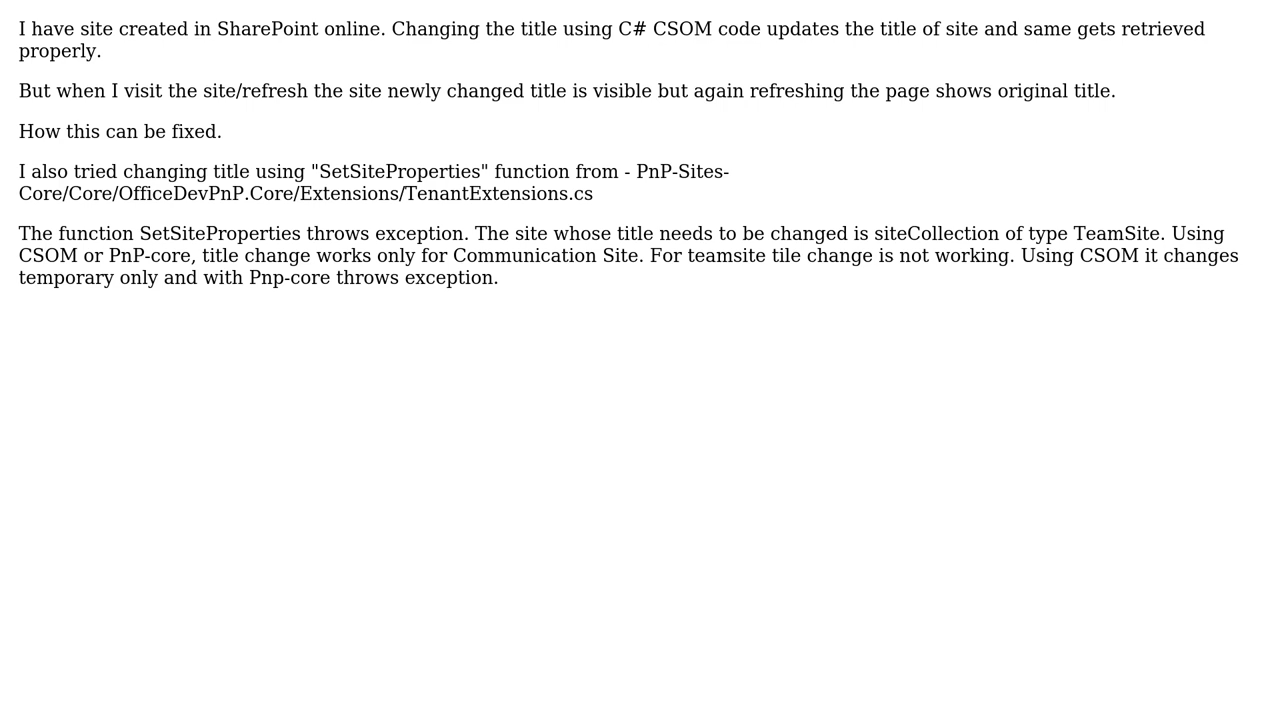 I have site created in SharePoint online. Changing the title using C# CSOM code updates the title of site and same gets retrieved
properly.
But when I visit the site/refresh the site newly changed title is visible but again refreshing the page shows original title.
How this can be fixed.
I also tried changing title using "SetSiteProperties" function from - PnP-Sites-
Core/Core/OfficeDevPnP.Core/Extensions/TenantExtensions.cs
The function SetSiteProperties throws exception. The site whose title needs to be changed is siteCollection of type TeamSite. Using
CSOM or PnP-core, title change works only for Communication Site. For teamsite tile change is not working. Using CSOM it changes
temporary only and with Pnp-core throws exception.